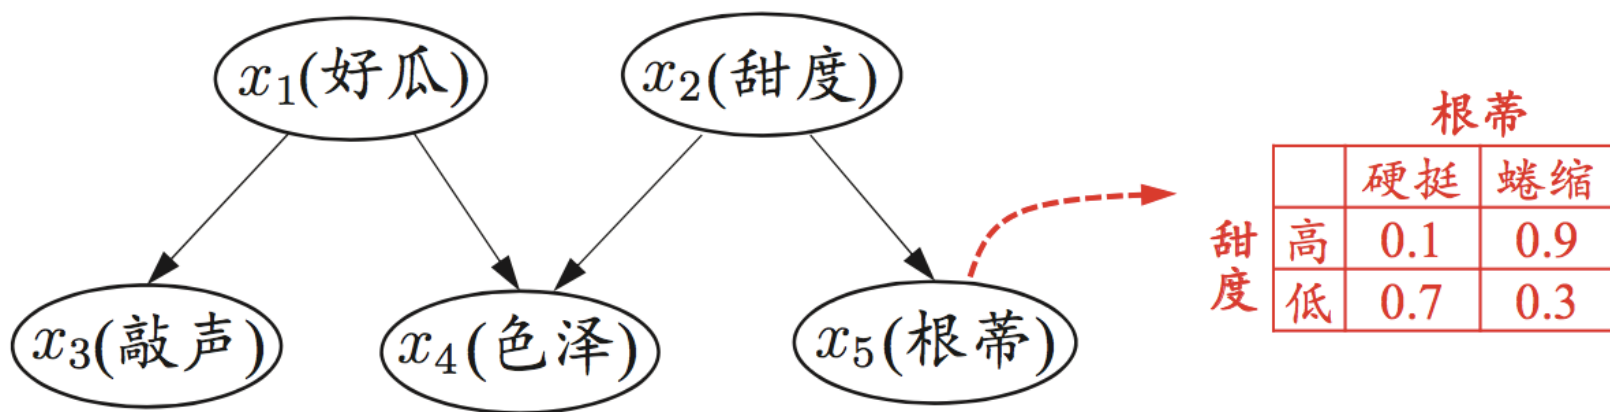 x₁(好瓜)
x₂(甜度)
x₃(敲声)
x₄(色泽)
x₅(根蒂)
根蒂
硬挺 蜷缩
甜度
高 0.1 0.9
低 0.7 0.3